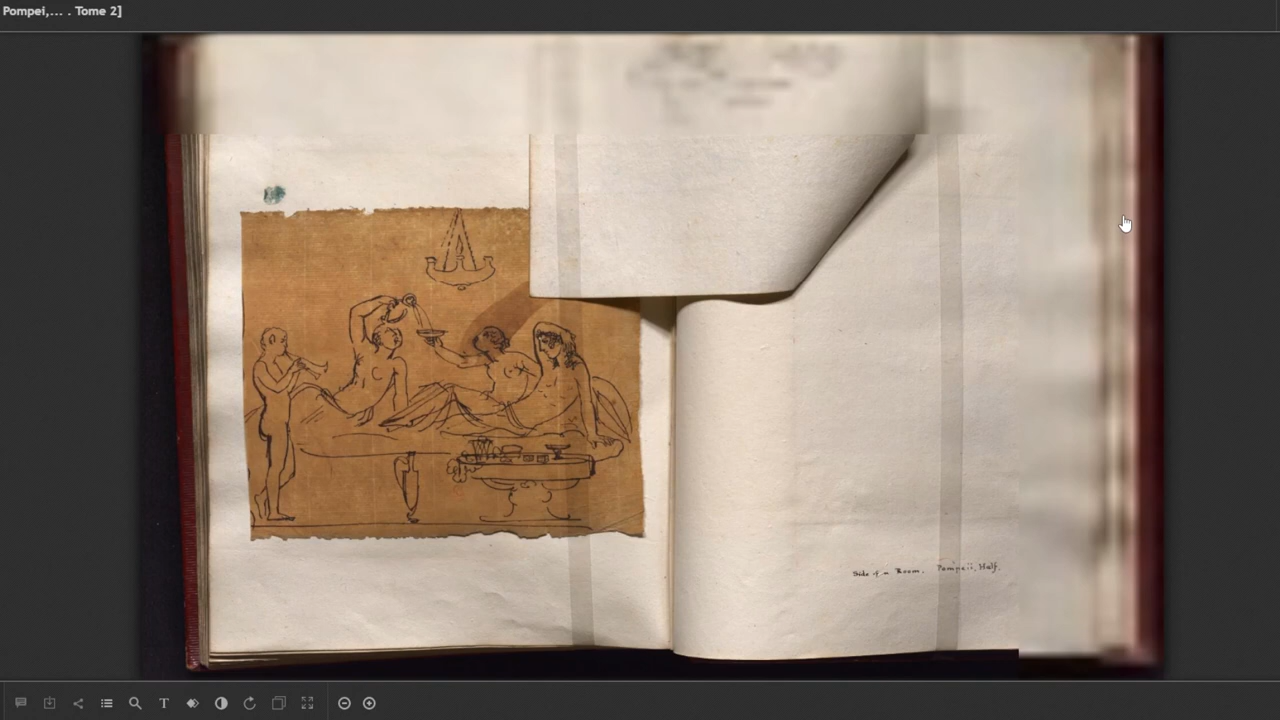 Pompei,... . Tome 2]
Side of a Room. Pompeii. Half.
T